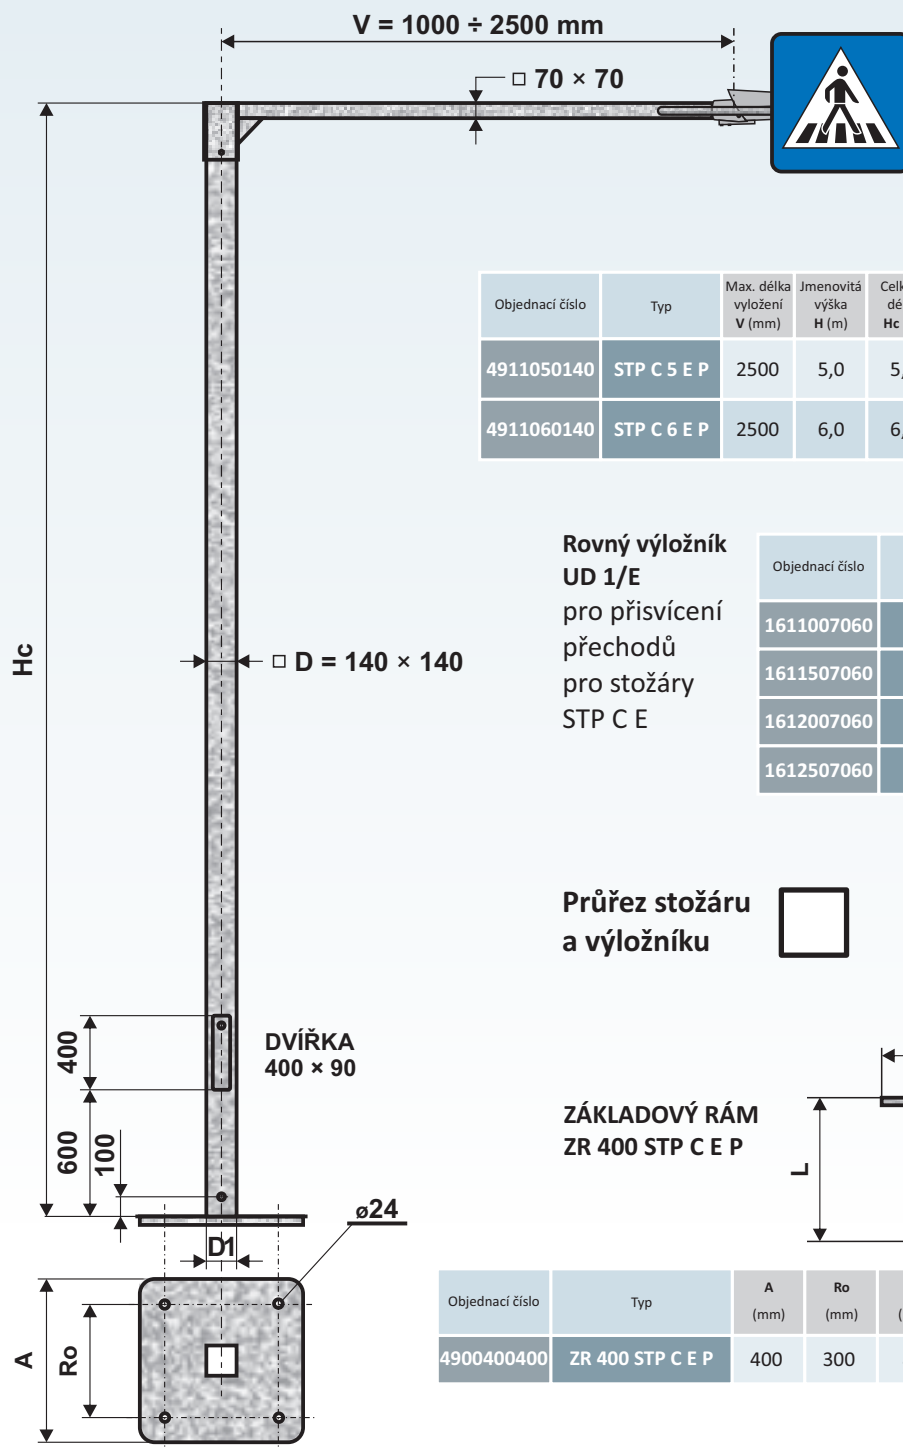 V = 1000 ÷ 2500 mm
□ 70 × 70
Objednací číslo
Typ
Max. délka
vyložení
V (mm)
Jmenovitá
výška
H (m)
Hc
4911050140
STP C 5 E P
2500
5,0
5,
4911060140
STP C 6 E P
2500
6,0
6,
Rovný výložník
UD 1/E
pro přisvícení
přechodů
pro stožáry
STP C E
Objednací číslo
1611007060
1611507060
1612007060
1612507060
Hc
□ D = 140 × 140
Průřez stožáru
a výložníku
400
DVÍŘKA
400 × 90
600
100
ZÁKLADOVÝ RÁM
ZR 400 STP C E P
L
ø24
D1
A
Ro
Objednací číslo
Typ
A
(mm)
Ro
(mm)
(
4900400400
ZR 400 STP C E P
400
300